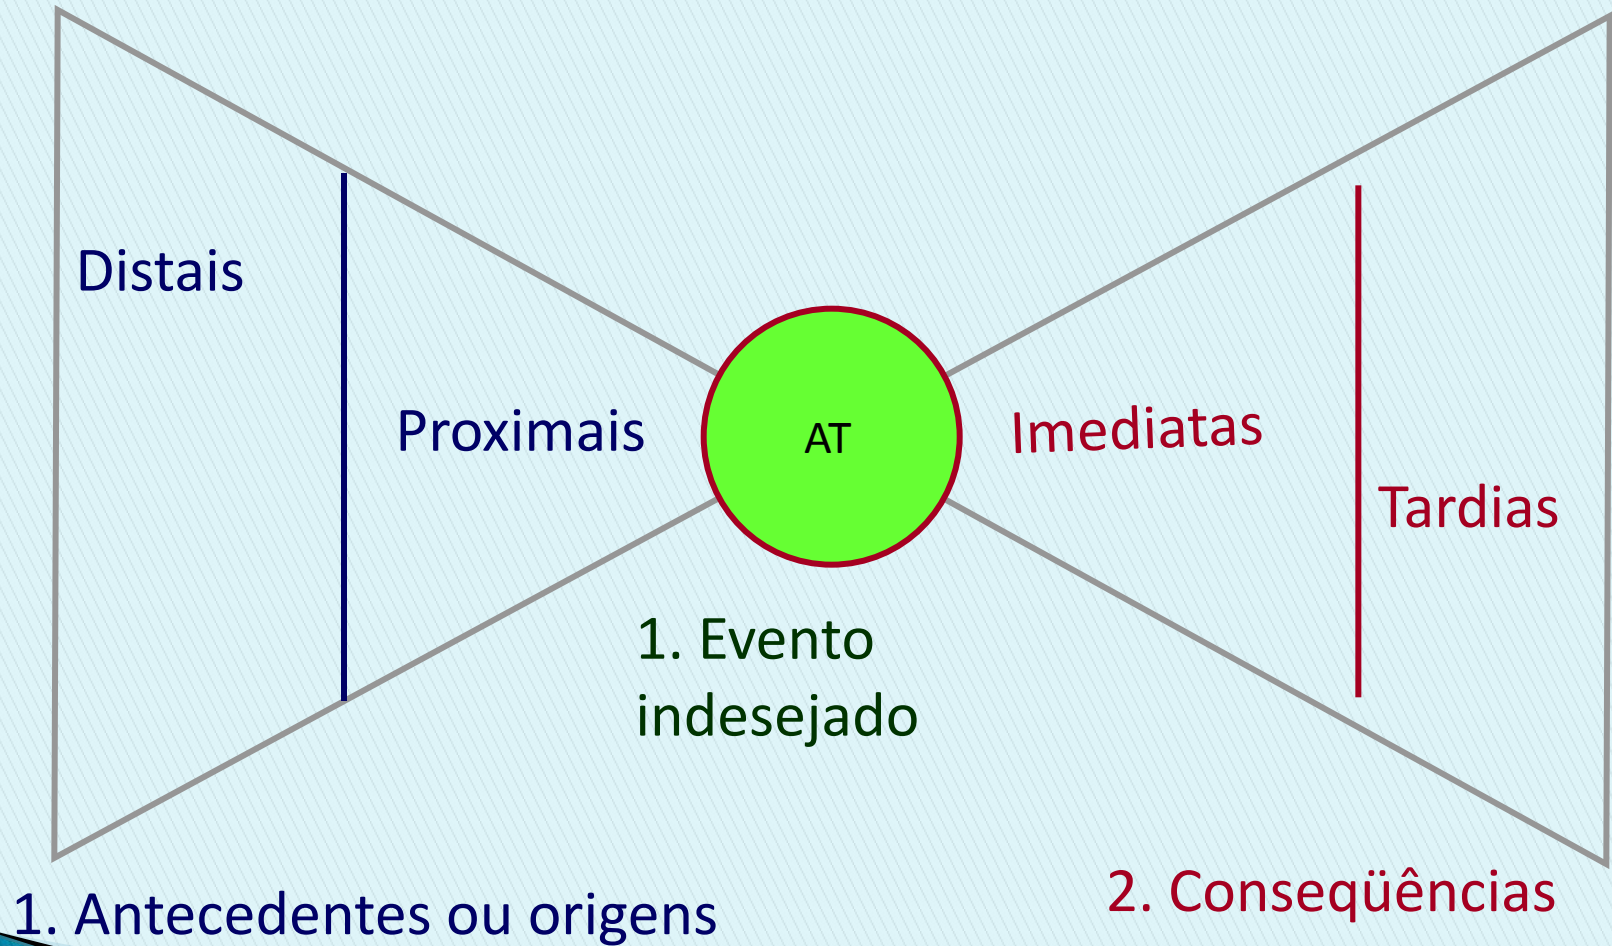 Distais
Proximais
AT
Imediatas
Tardias
1. Evento
indesejado
1. Antecedentes ou origens
2. Conseqüências